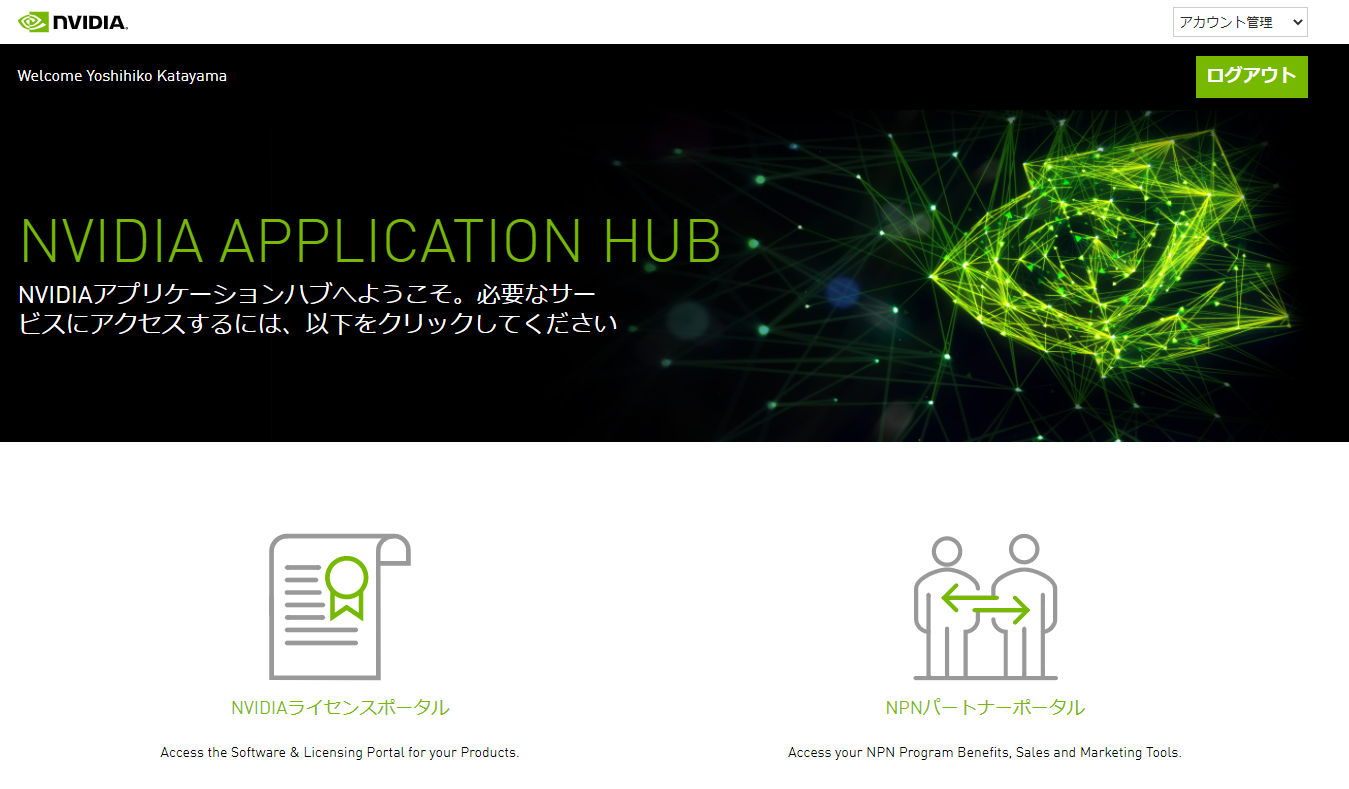 NVIDIA
アカウント管理
Welcome Yoshihiko Katayama
ログアウト
NVIDIA APPLICATION HUB
NVIDIAアプリケーションハブへようこそ。必要なサー
ビスにアクセスするには、以下をクリックしてください
NVIDIAライセンスポータル
NPNパートナーポータル
Access the Software & Licensing Portal for your Products.
Access your NPN Program Benefits, Sales and Marketing Tools.